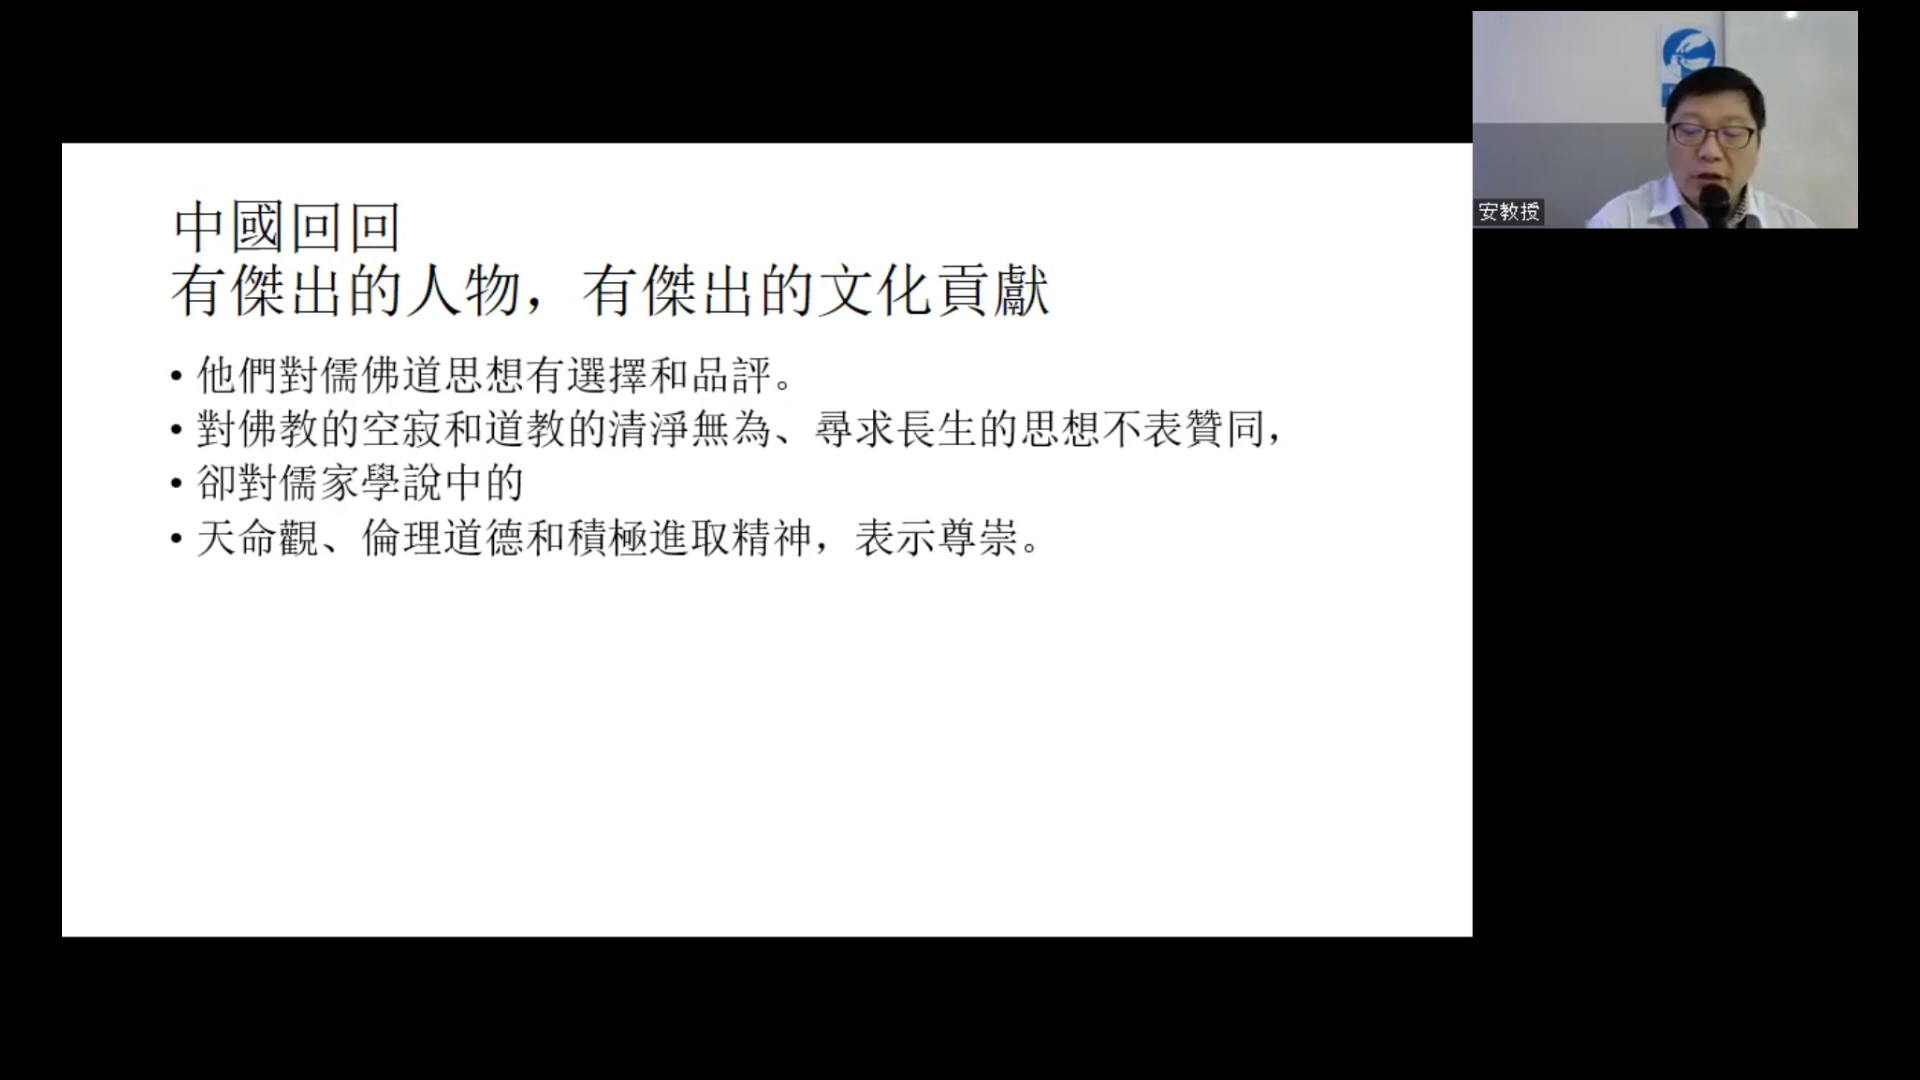 中國回回
有傑出的人物，有傑出的文化貢獻
• 他們對儒佛道思想有選擇和品評。
• 對佛教的空寂和道教的清淨無為、尋求長生的思想不表贊同，
• 卻對儒家學說中的
• 天命觀、倫理道德和積極進取精神，表示尊崇。
安教授